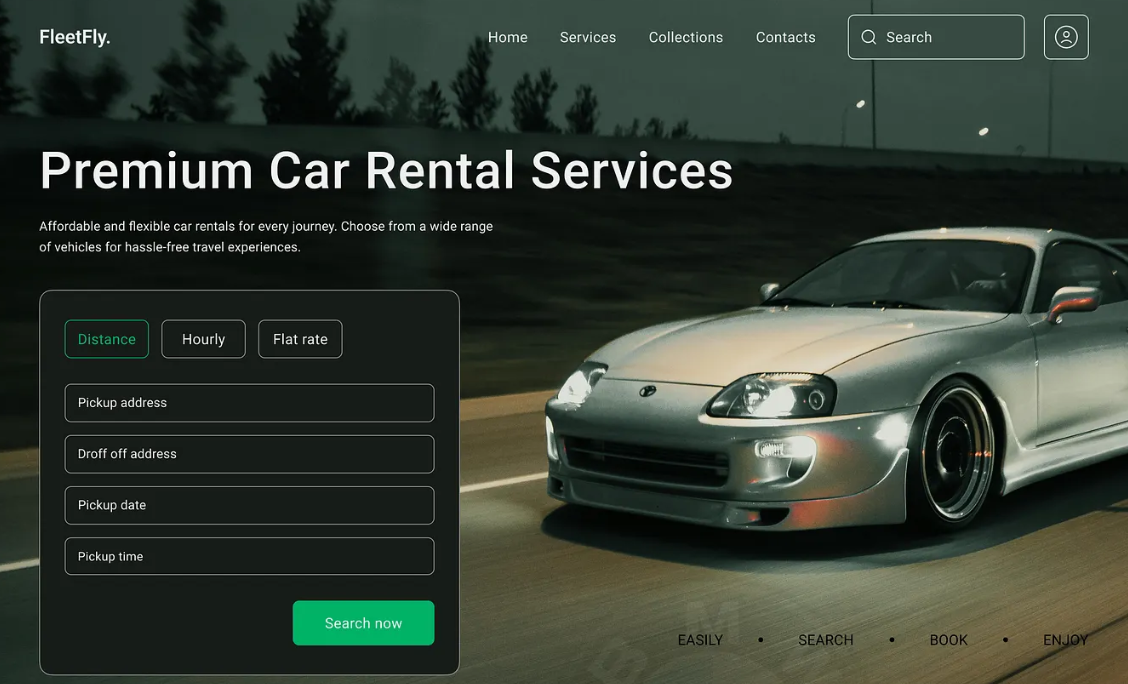 FleetFly.
Home Services Collections Contacts Search
Premium Car Rental Services
Affordable and flexible car rentals for every journey. Choose from a wide range
of vehicles for hassle-free travel experiences.
Distance Hourly Flat rate
Pickup address
Droff off address
Pickup date
Pickup time
Search now
EASILY • SEARCH • BOOK • ENJOY